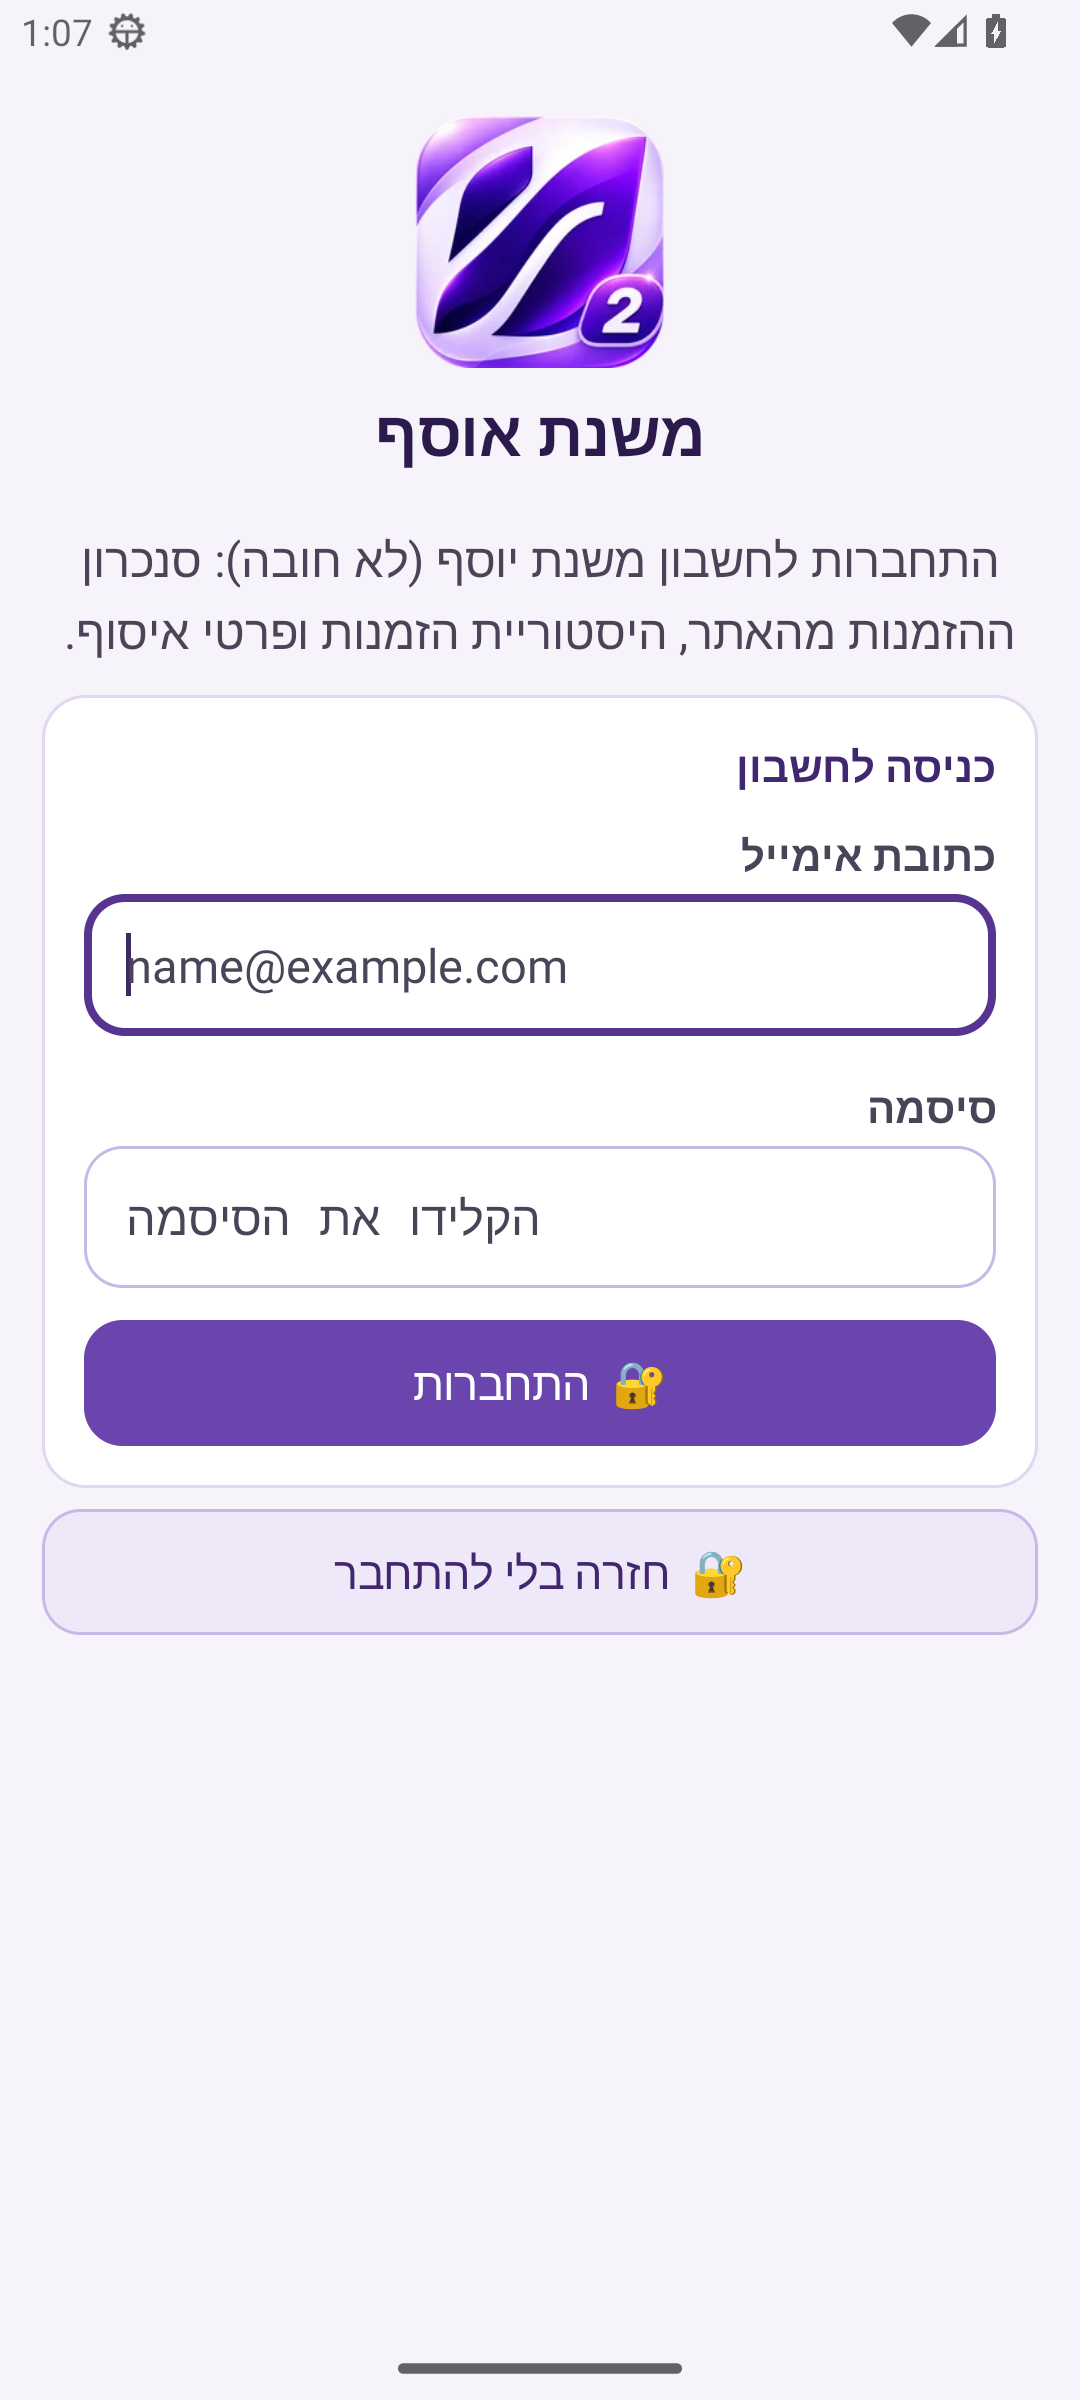 1:07
2
משנת אוסף
התחברות לחשבון משנת יוסף (לא חובה): סנכרון
ההזמנות מהאתר, היסטוריית הזמנות ופרטי איסוף.
כניסה לחשבון
כתובת אימייל
name@example.com
סיסמה
הקלידו את הסיסמה
🔐 התחברות
🔐 חזרה בלי להתחבר